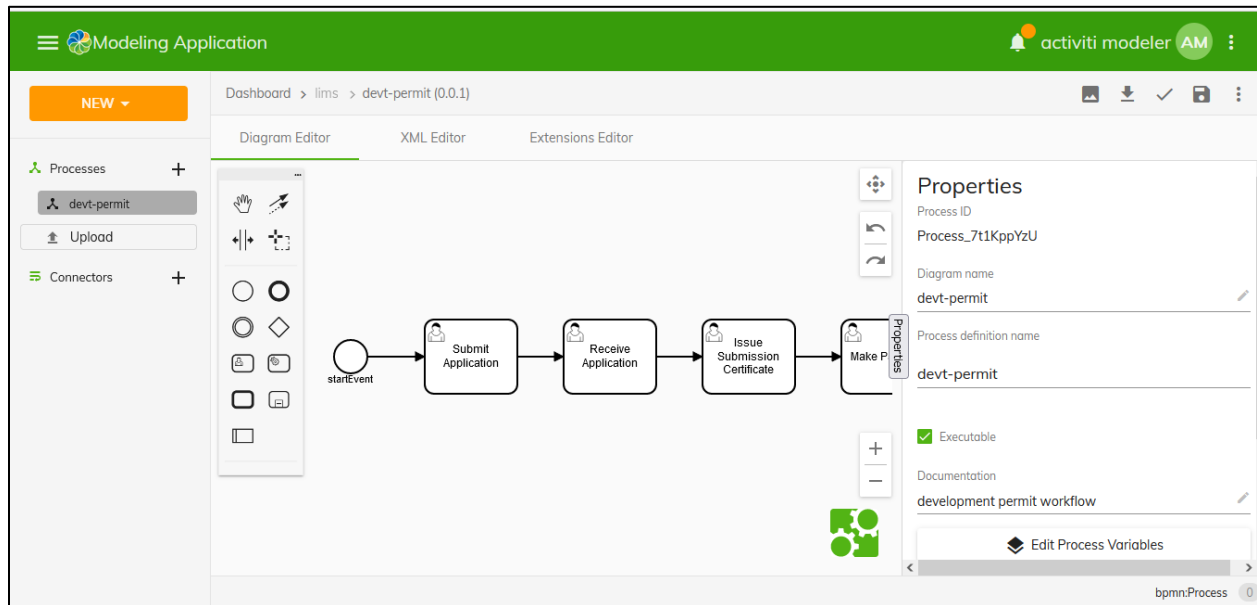 Modeling Application
activiti modeler AM
NEW
Dashboard > lims > devt-permit (0.0.1)
Diagram Editor XML Editor Extensions Editor
Processes +
devt-permit
Upload
Connectors +
startEvent
Submit
Application
Receive
Application
Issue
Submission
Certificate
Make P
Properties
Properties
Process ID
Process_7t1KppYzU
Diagram name
devt-permit
Process definition name
devt-permit
Executable
Documentation
development permit workflow
Edit Process Variables
bpmn:Process 0